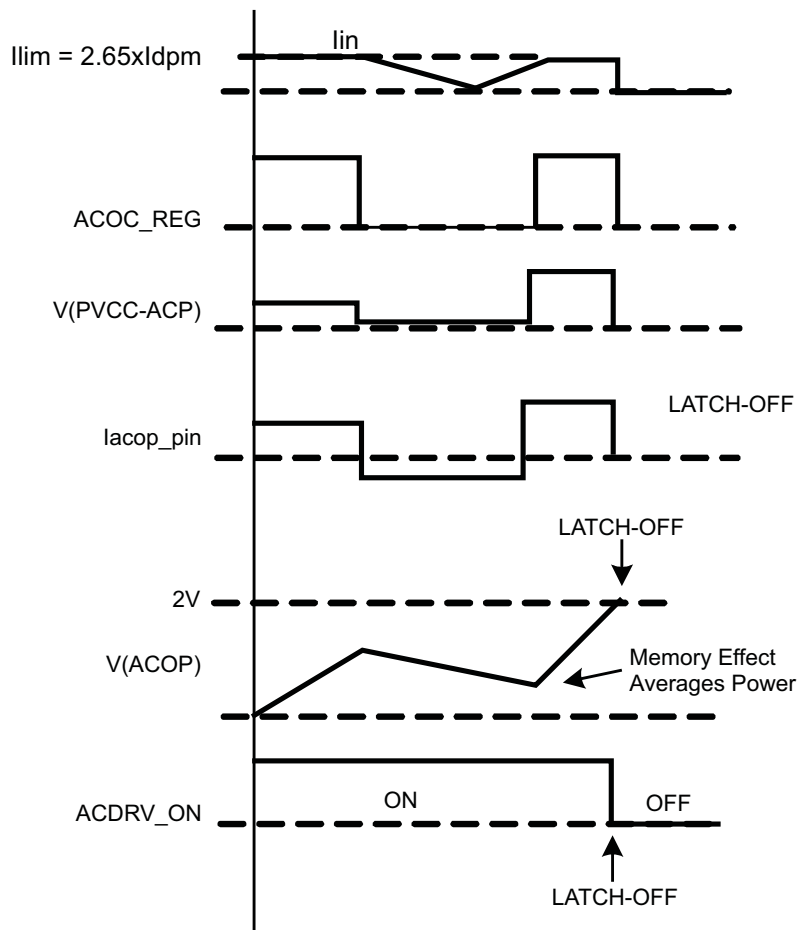 Iin
Ilim = 2.65xIdpm
ACOC_REG
V(PVCC-ACP)
LATCH-OFF
Iacop_pin
LATCH-OFF
2V
V(ACOP)
Memory Effect
Averages Power
ON
OFF
ACDRV_ON
LATCH-OFF